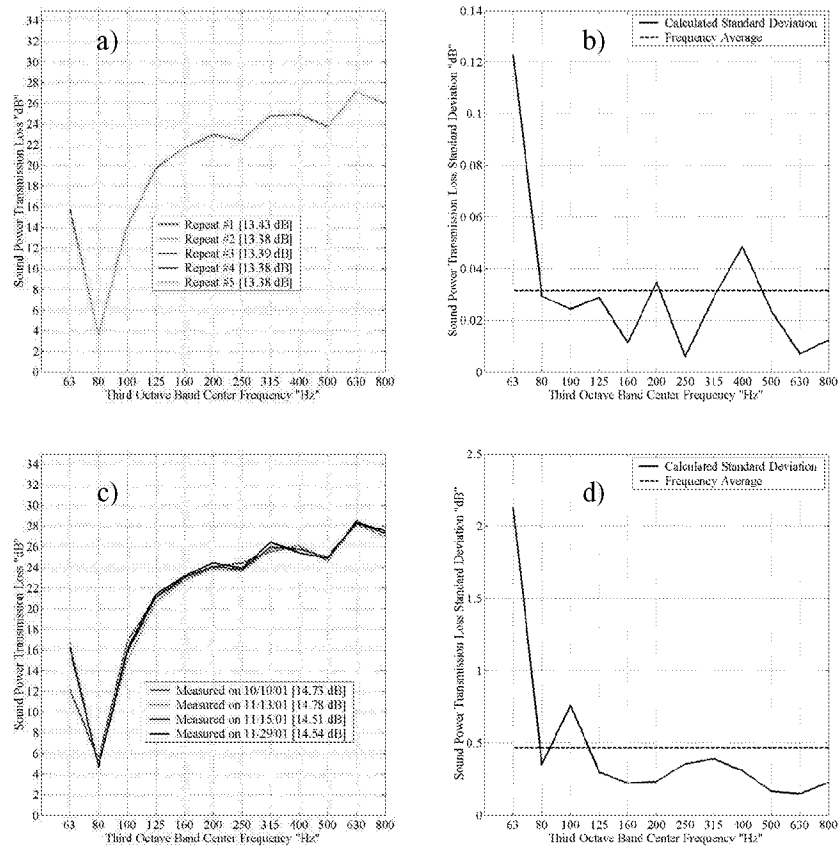 a)
34
32
30
28
26
24
22
20
18
16
14
12
10
8
6
4
2
0
Sound Power Transmission Loss "dB"
Repeat #1 [13.43 dB]
Repeat #2 [13.38 dB]
Repeat #3 [13.39 dB]
Repeat #4 [13.38 dB]
Repeat #5 [13.38 dB]
63 80 100 125 160 200 250 315 400 500 630 800
Third Octave Band Center Frequency "Hz"
b)
Calculated Standard Deviation
Frequency Average
0.14
0.12
0.1
0.08
0.06
0.04
0.02
0
Sound Power Transmission Loss Standard Deviation "dB"
63 80 100 125 160 200 250 315 400 500 630 800
Third Octave Band Center Frequency "Hz"
c)
34
32
30
28
26
24
22
20
18
16
14
12
10
8
6
4
2
0
Sound Power Transmission Loss "dB"
Measured on 10/10/01 [14.73 dB]
Measured on 11-13/01 [14.78 dB]
Measured on 11-15/01 [14.51 dB]
Measured on 11-29/01 [14.54 dB]
63 80 100 125 160 200 250 315 400 500 630 800
Third Octave Band Center Frequency "Hz"
d)
Calculated Standard Deviation
Frequency Average
2.5
2
1.5
1
0.5
0
Sound Power Transmission Loss Standard Deviation "dB"
63 80 100 125 160 200 250 315 400 500 630 800
Third Octave Band Center Frequency "Hz"